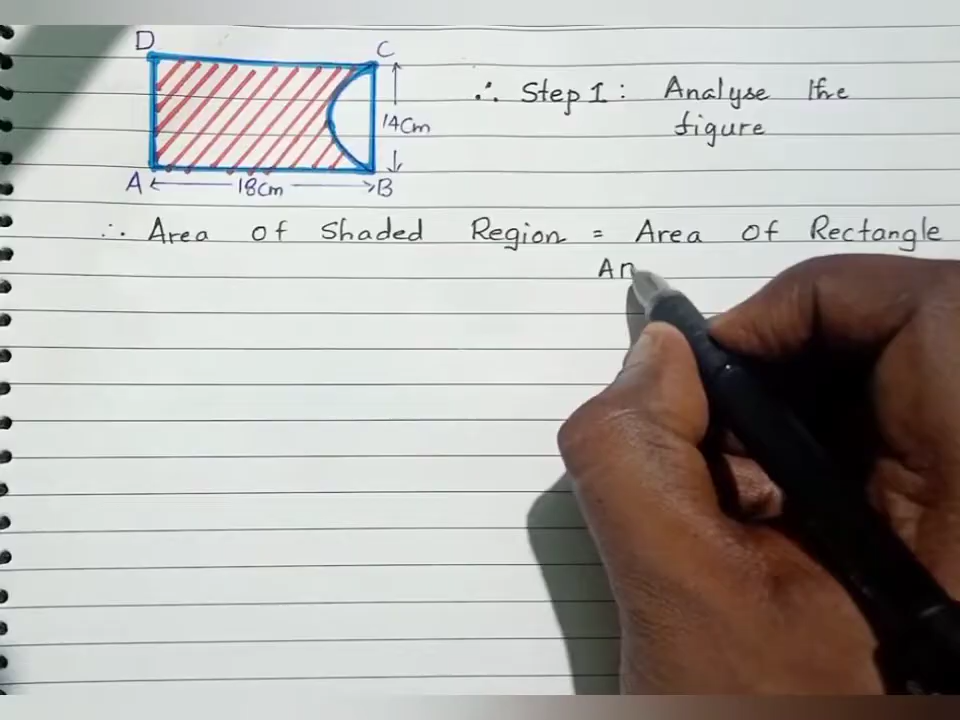 D
C
∴ Step 1: Analyse the
figure
14cm
A 18cm B
∴ Area of Shaded Region = Area of Rectangle